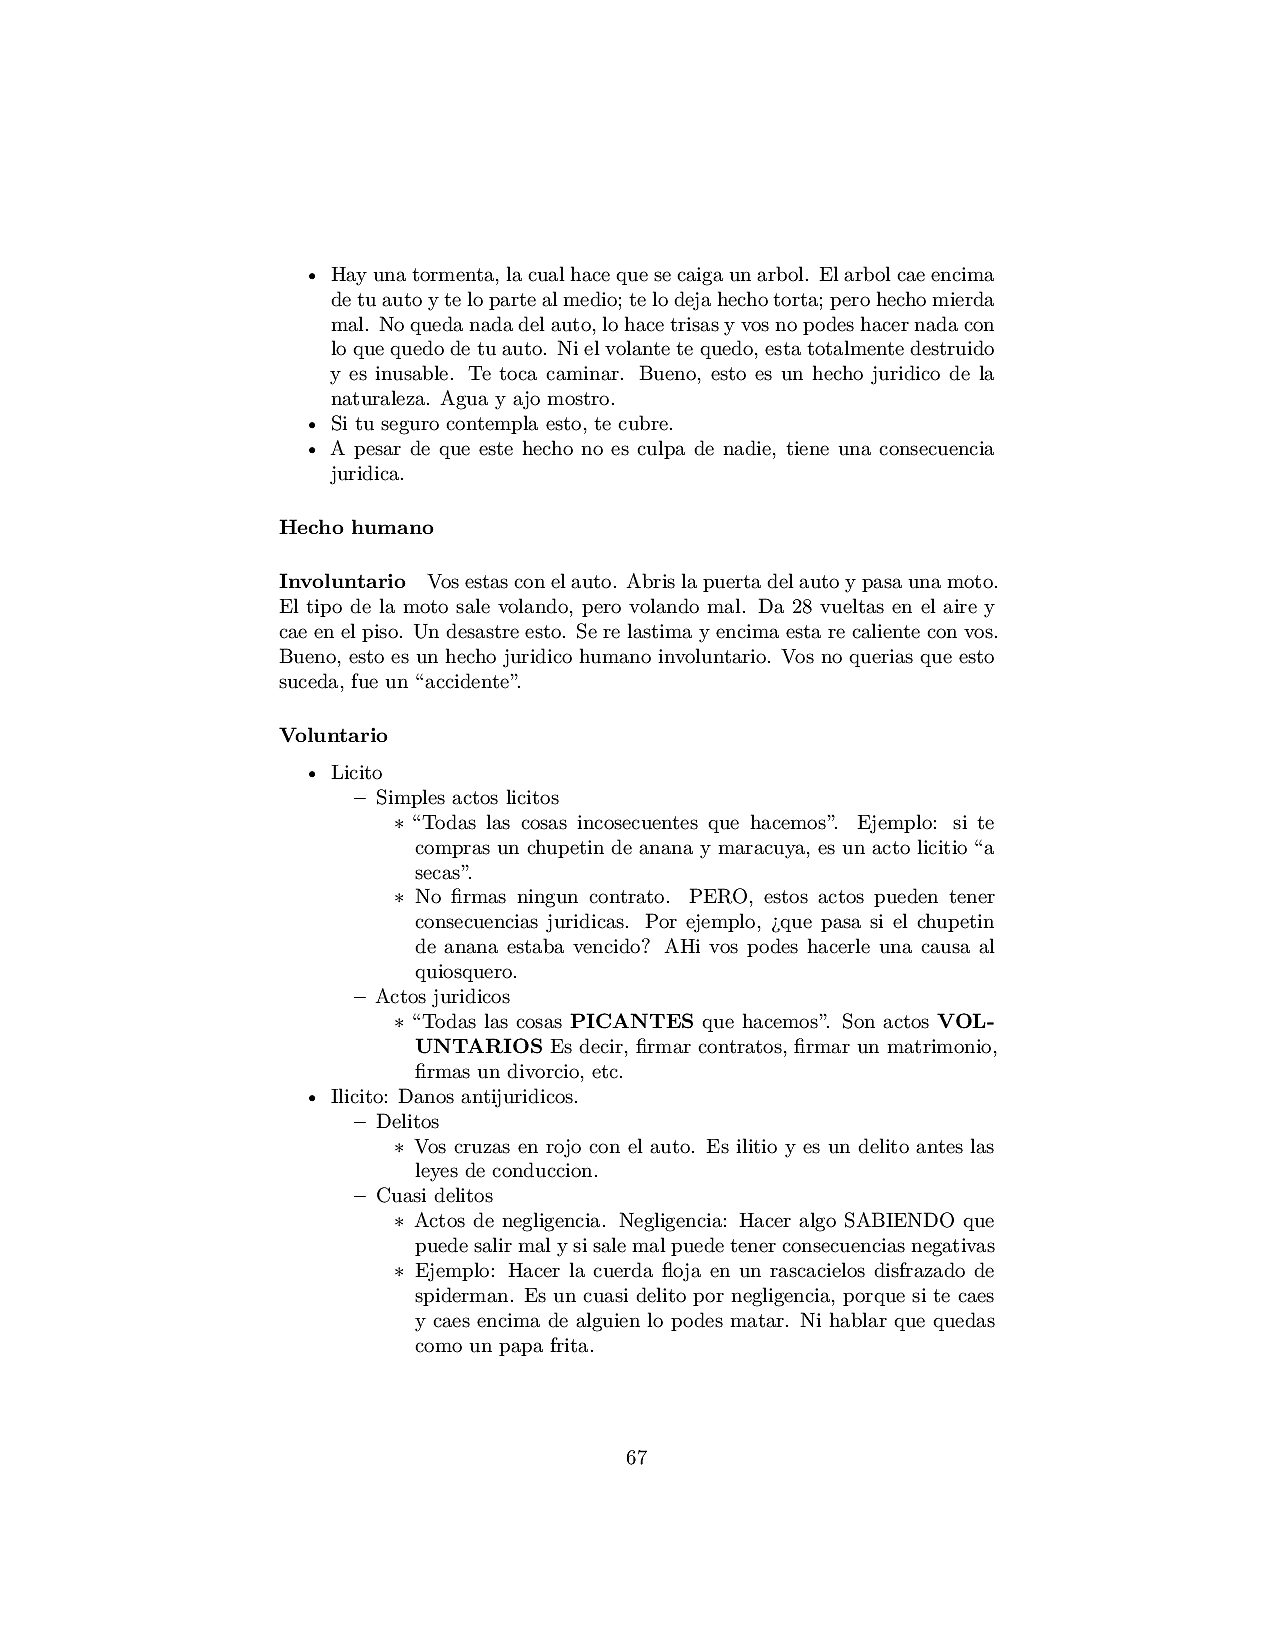 • Hay una tormenta, la cual hace que se caiga un arbol. El arbol cae encima
de tu auto y te lo parte al medio; te lo deja hecho torta; pero hecho mierda
mal. No queda nada del auto, lo hace trisas y vos no podes hacer nada con
lo que quedo de tu auto. Ni el volante te quedo, esta totalmente destruido
y es inusable. Te toca caminar. Bueno, esto es un hecho juridico de la
naturaleza. Agua y ajo mostro.
• Si tu seguro contempla esto, te cubre.
• A pesar de que este hecho no es culpa de nadie, tiene una consecuencia
juridica.
Hecho humano
Involuntario Vos estas con el auto. Abris la puerta del auto y pasa una moto.
El tipo de la moto sale volando, pero volando mal. Da 28 vueltas en el aire y
cae en el piso. Un desastre esto. Se re lastima y encima esta re caliente con vos.
Bueno, esto es un hecho juridico humano involuntario. Vos no querias que esto
suceda, fue un “accidente”.
Voluntario
• Licito
– Simples actos licitos
∗ “Todas las cosas incosecuentes que hacemos”. Ejemplo: si te
compras un chupetin de anana y maracuya, es un acto licitio “a
secas”.
∗ No firmas ningun contrato. PERO, estos actos pueden tener
consecuencias juridicas. Por ejemplo, ¿que pasa si el chupetin
de anana estaba vencido? AHi vos podes hacerle una causa al
quiosquero.
– Actos juridicos
∗ “Todas las cosas PICANTES que hacemos”. Son actos VOL-
UNTARIOS Es decir, firmar contratos, firmar un matrimonio,
firmas un divorcio, etc.
• Ilicito: Danos antijuridicos.
– Delitos
∗ Vos cruzas en rojo con el auto. Es ilitio y es un delito antes las
leyes de conduccion.
– Cuasi delitos
∗ Actos de negligencia. Negligencia: Hacer algo SABIENDO que
puede salir mal y si sale mal puede tener consecuencias negativas
∗ Ejemplo: Hacer la cuerda floja en un rascacielos disfrazado de
spiderman. Es un cuasi delito por negligencia, porque si te caes
y caes encima de alguien lo podes matar. Ni hablar que quedas
como un papa frita.
67